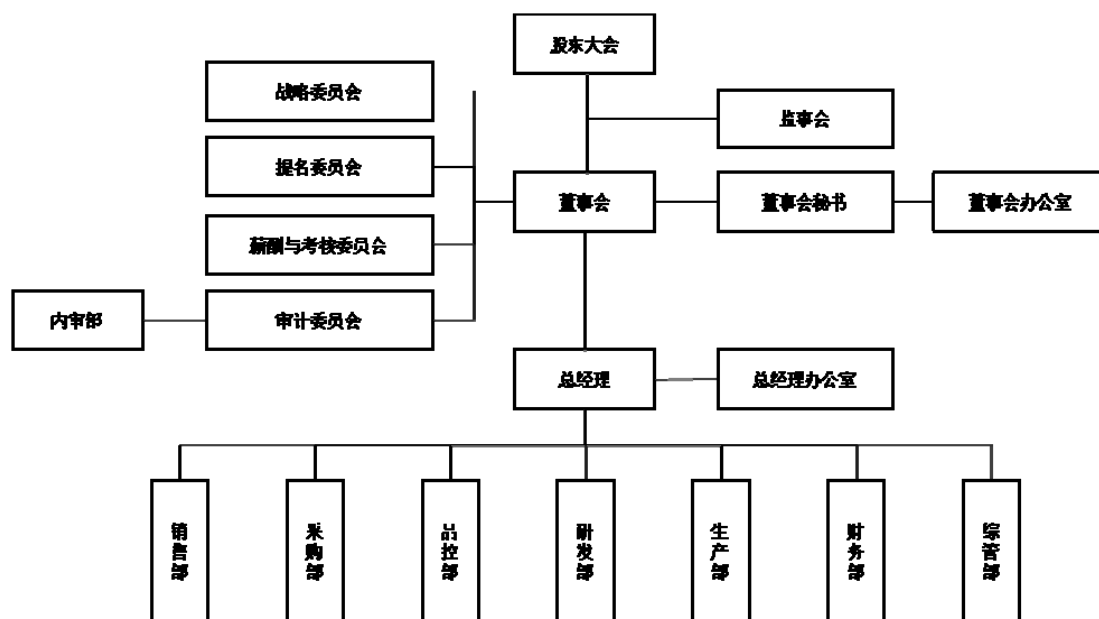 股东大会
战略委员会
监事会
提名委员会
董事会
董事会秘书
董事会办公室
薪酬与考核委员会
内审部
审计委员会
总经理
总经理办公室
销售部
采购部
品控部
研发部
生产部
财务部
综管部